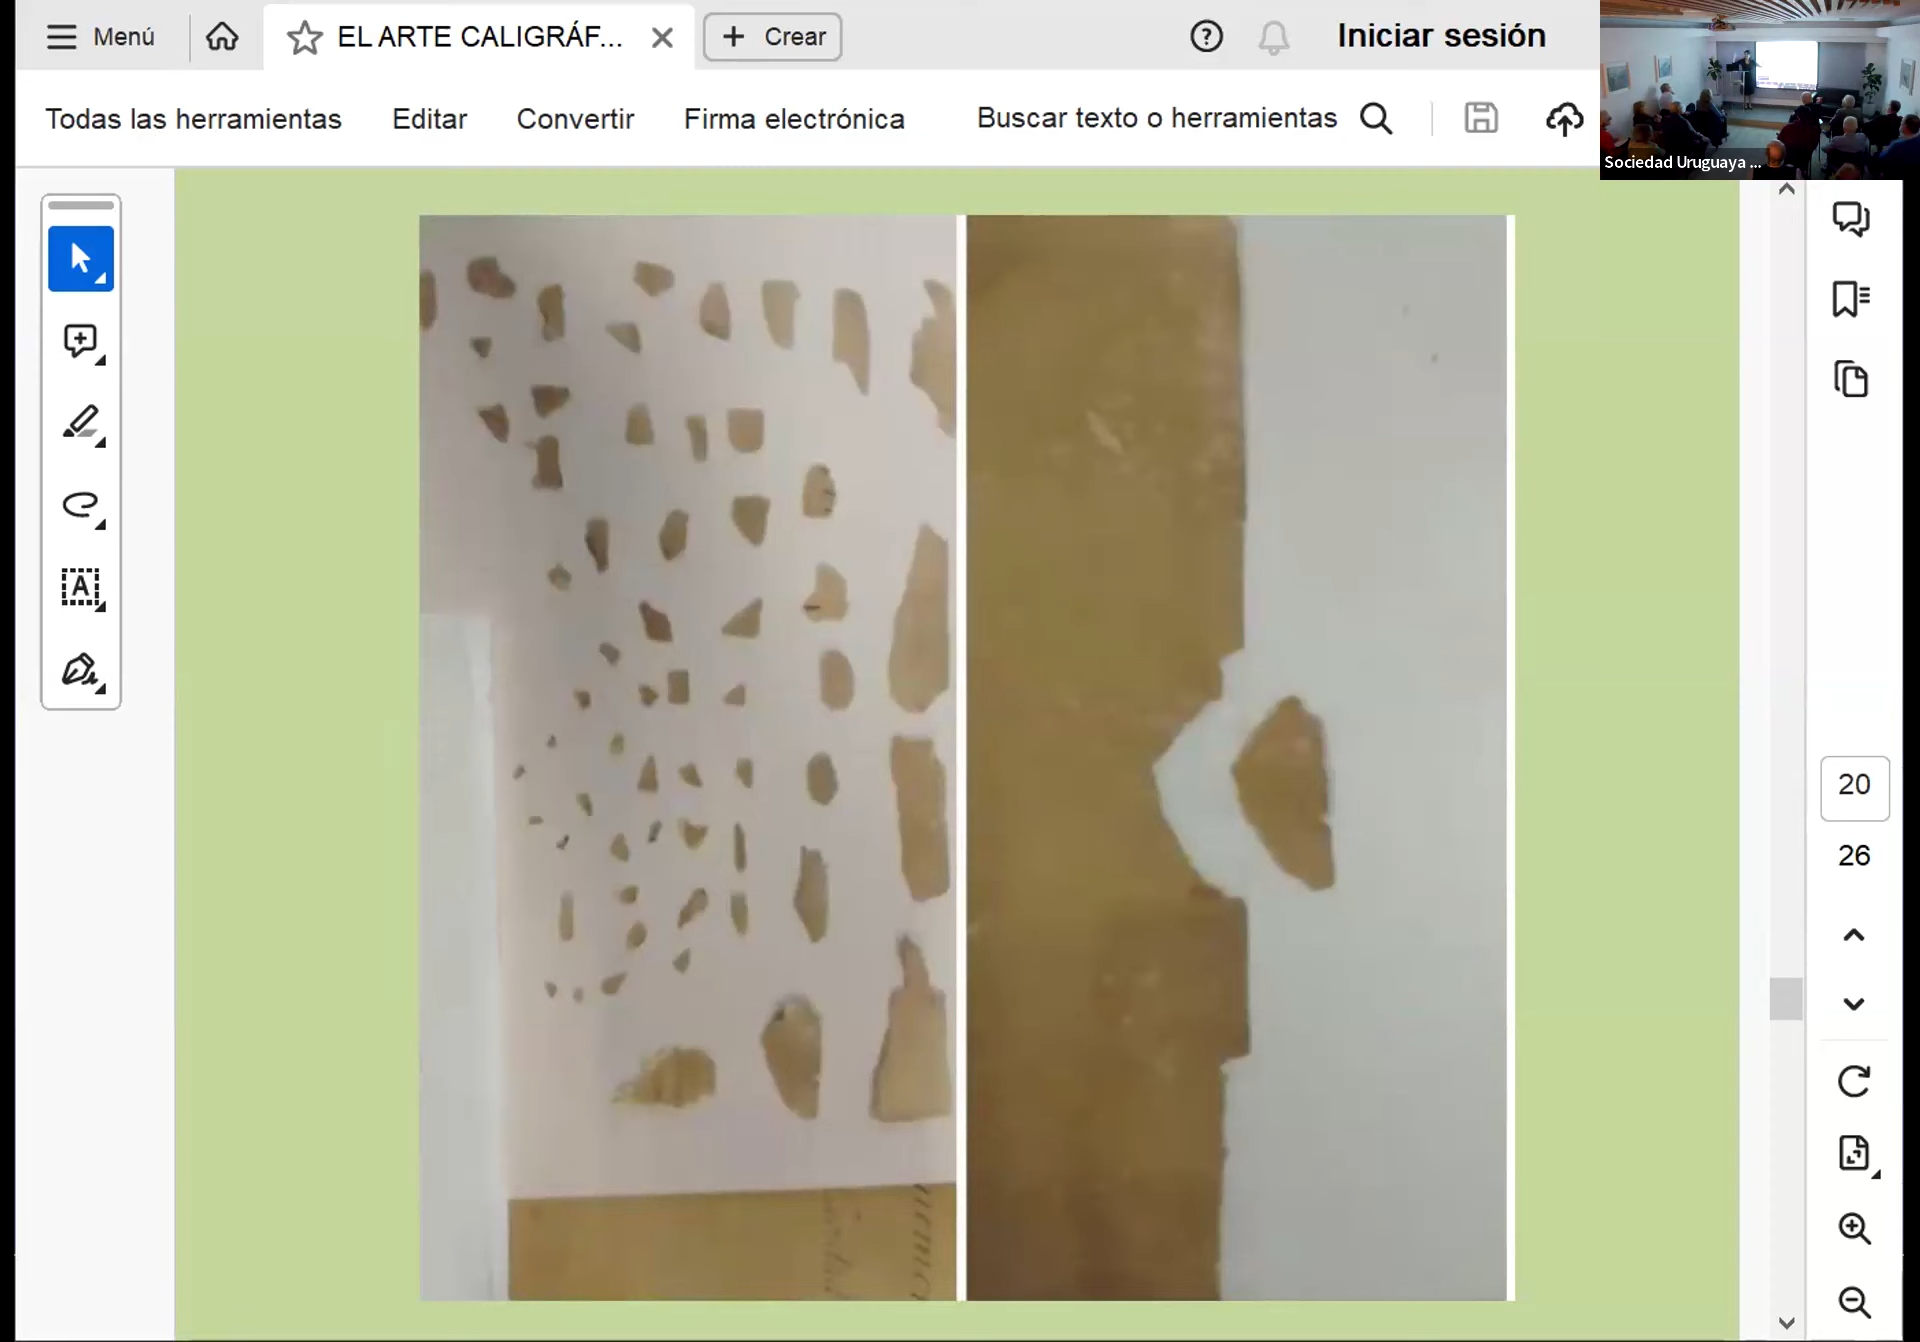 Menú
EL ARTE CALIGRÁF...
Crear
Iniciar sesión
Todas las herramientas
Editar
Convertir
Firma electrónica
Buscar texto o herramientas
Sociedad Uruguaya ...
A
20
26